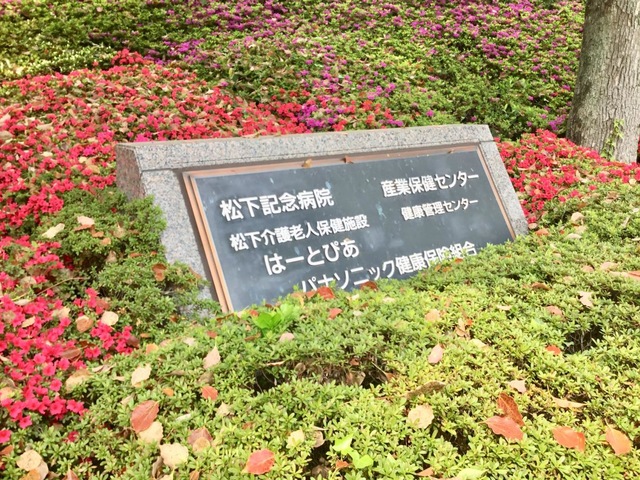 松下記念病院 産業保健センター
松下介護老人保健施設 健康管理センター
はーとぴあ
パナソニック健康保険組合